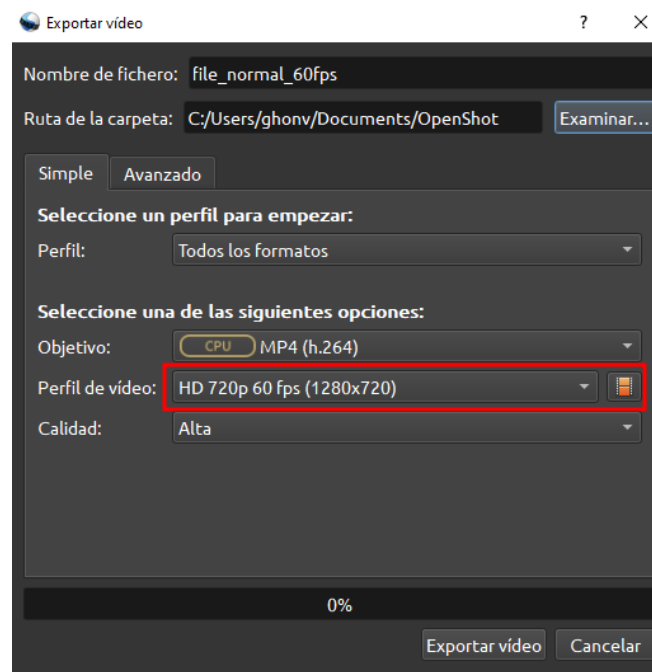 Exportar vídeo ? ×
Nombre de fichero: file_normal_60fps
Ruta de la carpeta: C:/Users/ghonv/Documents/OpenShot Examinar...
Simple Avanzado
Seleccione un perfil para empezar:
Perfil: Todos los formatos
Seleccione una de las siguientes opciones:
Objetivo: CPU MP4 (h.264)
Perfil de vídeo: HD 720p 60 fps (1280x720)
Calidad: Alta
0%
Exportar vídeo Cancelar